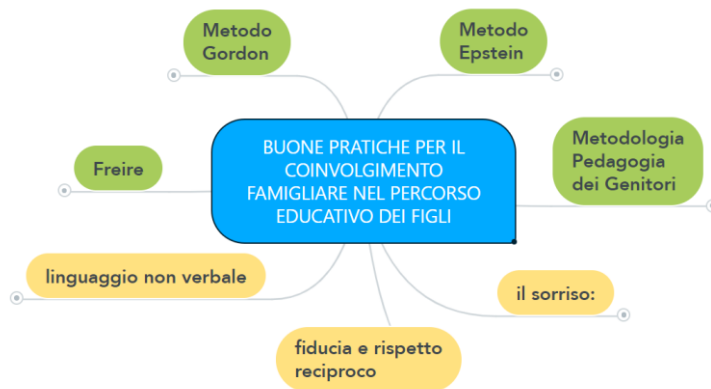 Metodo
Gordon
Metodo
Epstein
BUONE PRATICHE PER IL
COINVOLGIMENTO
FAMIGLIARE NEL PERCORSO
EDUCATIVO DEI FIGLI
Metodologia
Pedagogia
dei Genitori
Freire
linguaggio non verbale
il sorriso:
fiducia e rispetto
reciproco